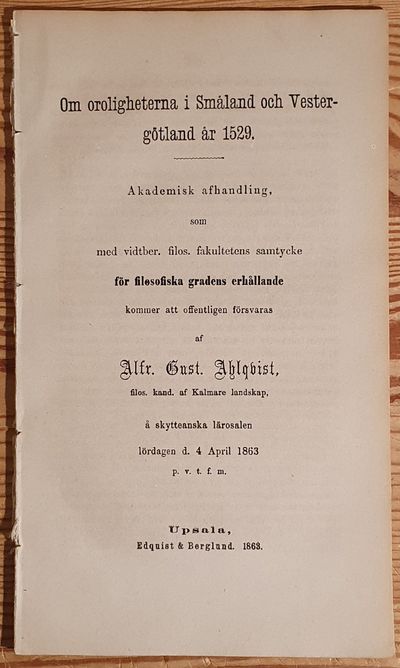 Om oroligheterna i Småland och Vester-
götland år 1529.
Akademisk afhandling,
som
med vidtber. filos. fakultetens samtycke
för filosofiska gradens erhållande
kommer att offentligen försvaras
af
Alfr. Gust. Ahlqvist,
filos. kand. af Kalmare landskap,
å skytteanska lärosalen
lördagen d. 4 April 1863
p. v. t. f. m.
Upsala,
Edquist & Berglund. 1863.